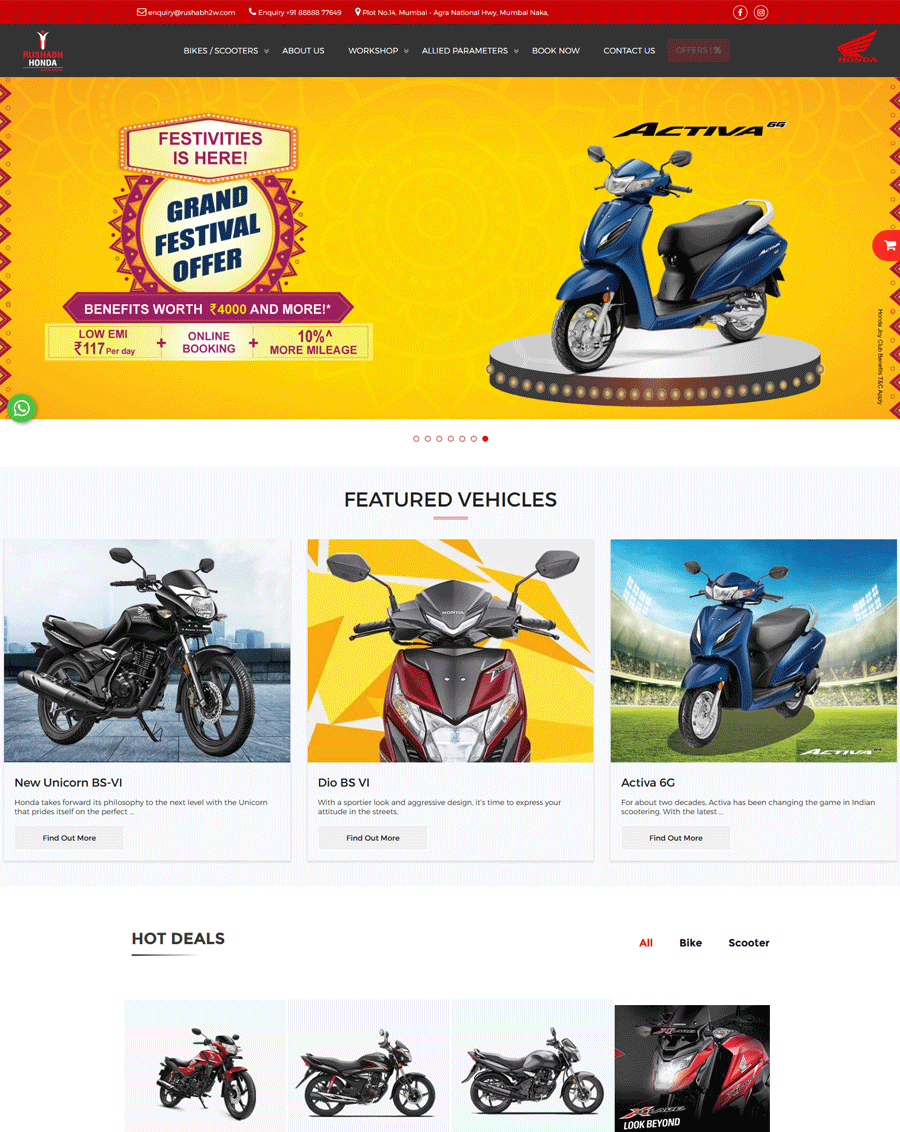 enquiry@rushabh2w.com Enquiry +91 88888 77649 Plot No.14, Mumbai - Agra National Hwy, Mumbai Naka,
RUSHABH
HONDA
BIKES / SCOOTERS ABOUT US WORKSHOP ALLIED PARAMETERS BOOK NOW CONTACT US OFFERS | %
HONDA
FESTIVITIES
IS HERE!
GRAND
FESTIVAL
OFFER
BENEFITS WORTH ₹4000 AND MORE!*
LOW EMI
₹117 Per day
+
ONLINE
BOOKING
+
10%^
MORE MILEAGE
ACTIVA 6G
ACTIVA
Honda Joy Club Benefits T&C Apply
FEATURED VEHICLES
HONDA
ACTIVA
New Unicorn BS-VI
Honda takes forward its philosophy to the next level with the Unicorn
that prides itself on the perfect ...
Find Out More
Dio BS VI
With a sportier look and aggressive design, it's time to express your
attitude in the streets.
Find Out More
Activa 6G
For about two decades, Activa has been changing the game in Indian
scootering. With the latest ...
Find Out More
HOT DEALS
All Bike Scooter
X BLADE
X BLADE
LOOK BEYOND